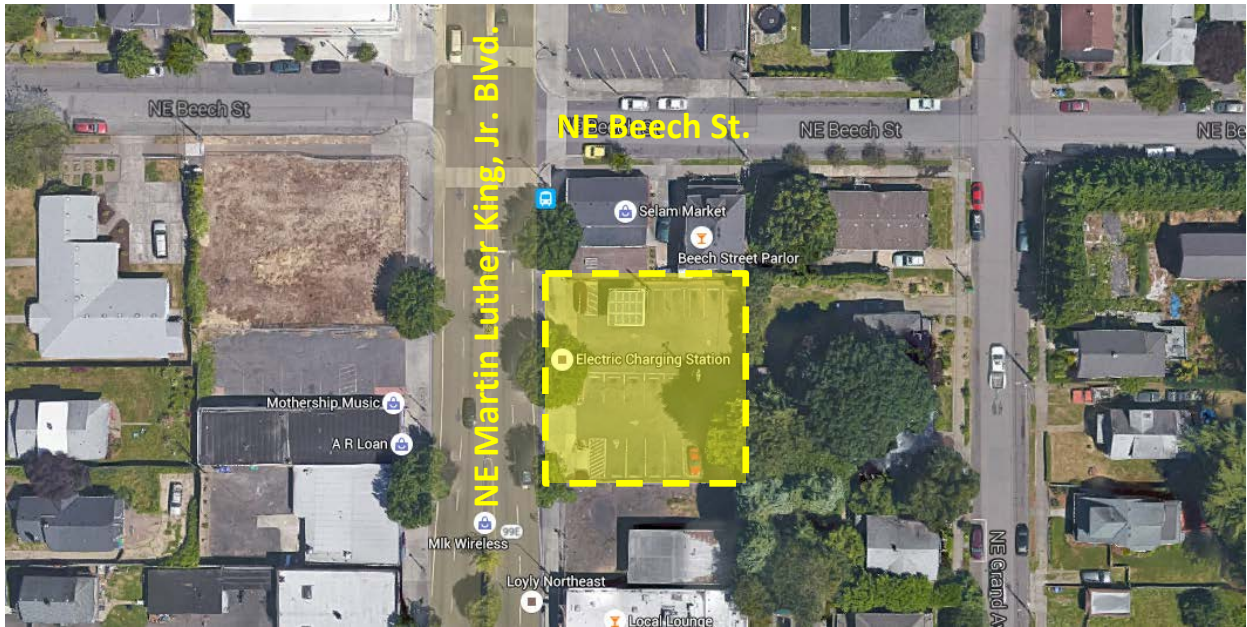 NE Beech St
NE Martin Luther King, Jr. Blvd.
NE Beech St.
NE Beech St
NE Be
Selam Market
Beech Street Parlor
Electric Charging Station
Mothership Music
A R Loan
99E
Mlk Wireless
Loyly Northeast
Local Lounge
NE Grand A